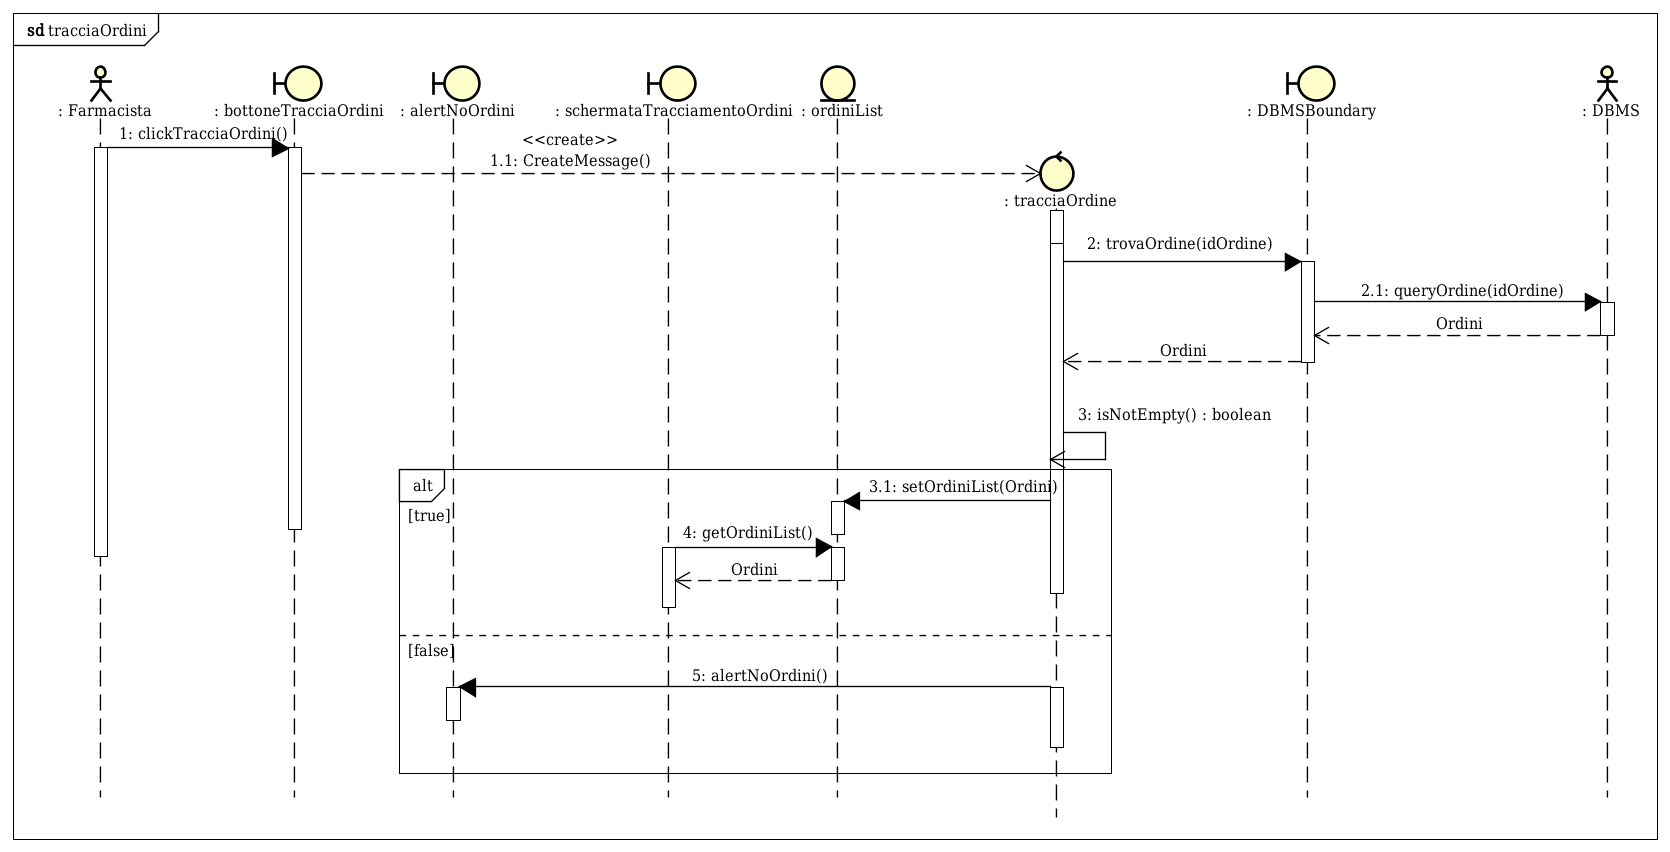 sd tracciaOrdini
: Farmacista
: bottoneTracciaOrdini
: alertNoOrdini
: schermataTracciamentoOrdini
: ordiniList
: DBMSBoundary
: DBMS
1: clickTracciaOrdini()
<<create>>
1.1: CreateMessage()
: tracciaOrdine
2: trovaOrdine(idOrdine)
2.1: queryOrdine(idOrdine)
Ordini
Ordini
3: isNotEmpty() : boolean
alt
3.1: setOrdiniList(Ordini)
[true]
4: getOrdiniList()
Ordini
[false]
5: alertNoOrdini()